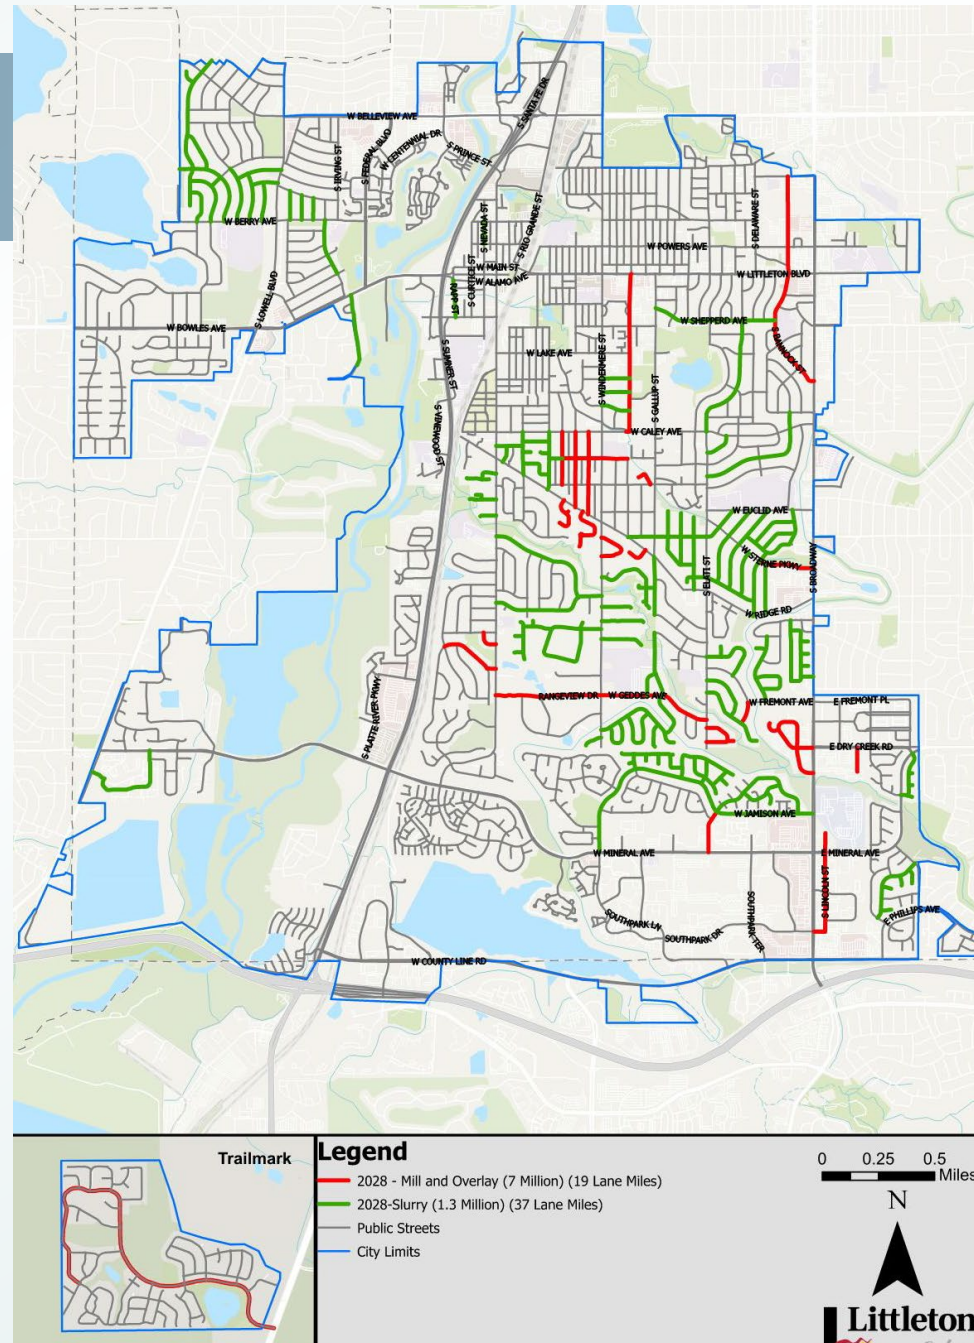 S SANTA FE DR
W BELLEVIEW AVE
W CENTENNIAL DR
S FEDERAL BLVD
S IRVING ST
S PRINCE ST
S DELAWARE ST
S NEVADA ST
S RIO GRANDE ST
W BERRY AVE
W POWERS AVE
W MAIN ST
W LITTLETON BLVD
W ALAMO AVE
S CURTICE ST
RAPP ST
S LOWELL BLVD
W BOWLES AVE
W SHEPPERD AVE
S BANNOCK ST
W LAKE AVE
S WINDERMERE ST
S SUMNER ST
S GALLUP ST
S VINEWOOD ST
W CALEY AVE
W EUCLID AVE
W STERNE PKWY
S ELATI ST
S BROADWAY
W RIDGE RD
RANGEVIEW DR
W GEDDES AVE
W FREMONT AVE
E FREMONT PL
S PLATTE RIVER PKWY
E DRY CREEK RD
W JAMISON AVE
W MINERAL AVE
E MINERAL AVE
S LINCOLN ST
SOUTHPARK LN
SOUTHPARK DR
SOUTHPARK TER
E PHILLIPS AVE
W COUNTY LINE RD
Trailmark
Legend
2028 - Mill and Overlay (7 Million) (19 Lane Miles)
2028-Slurry (1.3 Million) (37 Lane Miles)
Public Streets
City Limits
0 0.25 0.5
Miles
N
Littleton